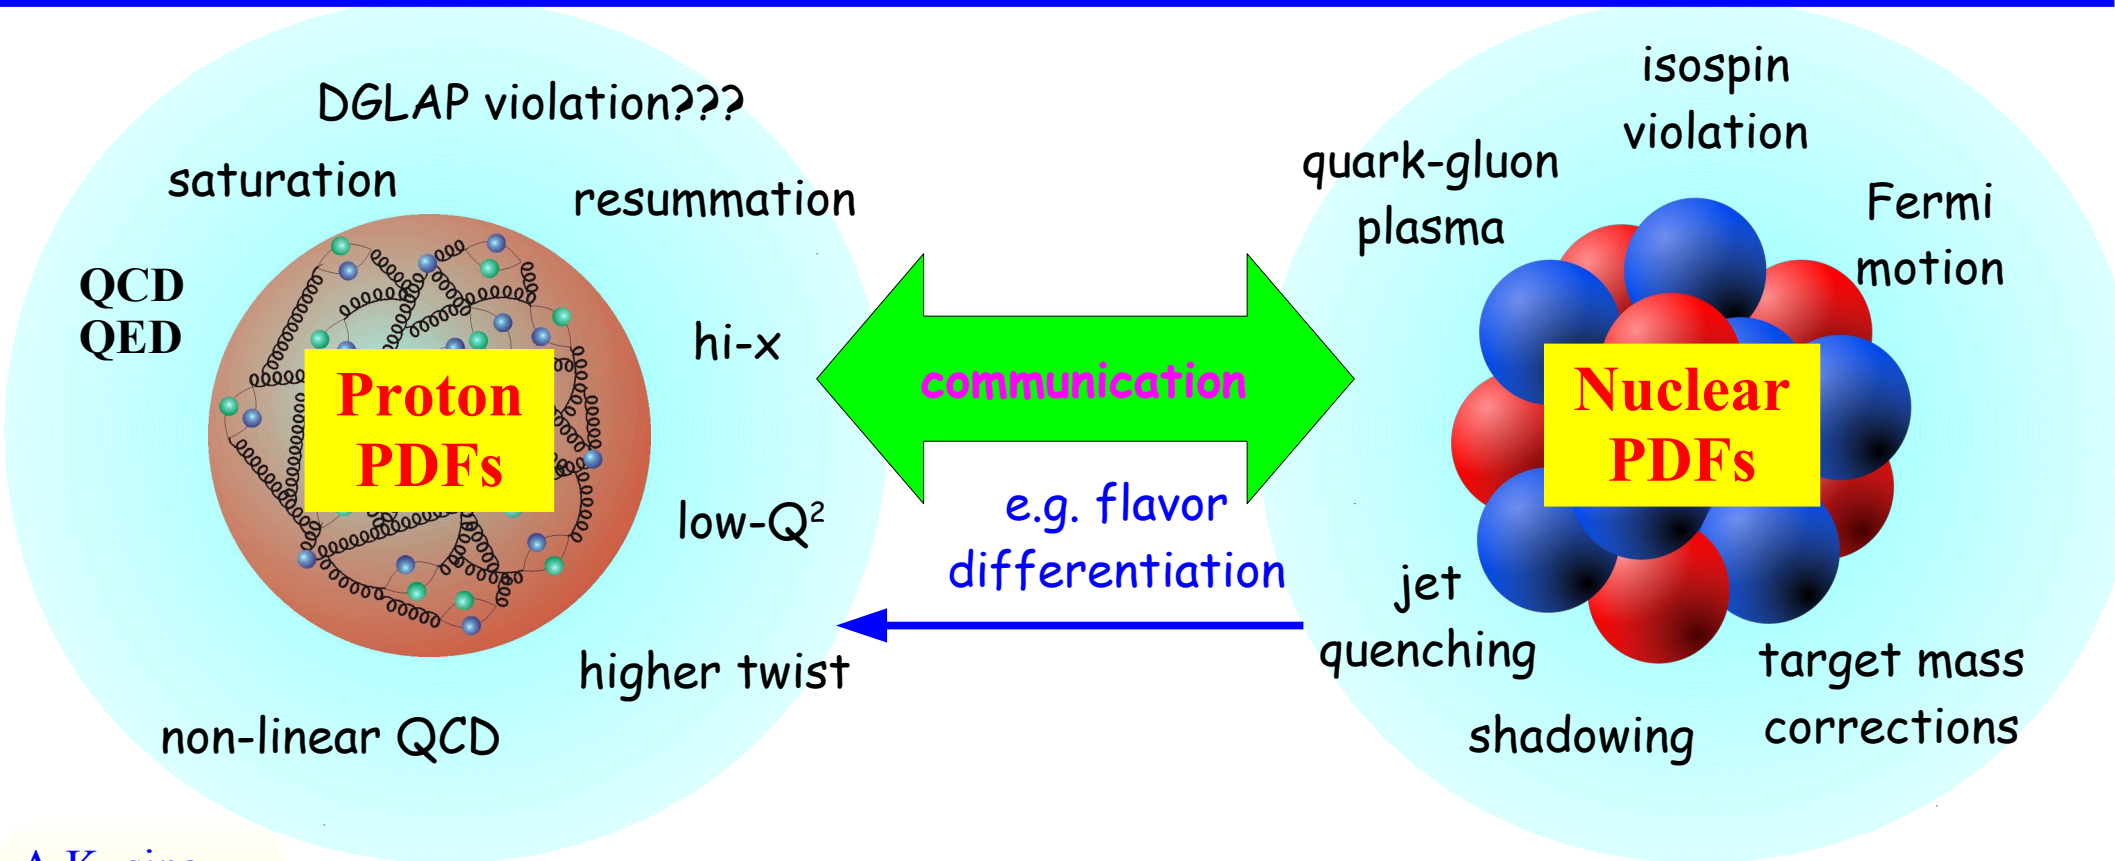 DGLAP violation???
saturation
resummation
QCD
QED
hi-x
Proton
PDFs
low-Q²
higher twist
non-linear QCD
communication
e.g. flavor
differentiation
isospin
violation
quark-gluon
plasma
Fermi
motion
Nuclear
PDFs
jet
quenching
target mass
corrections
shadowing